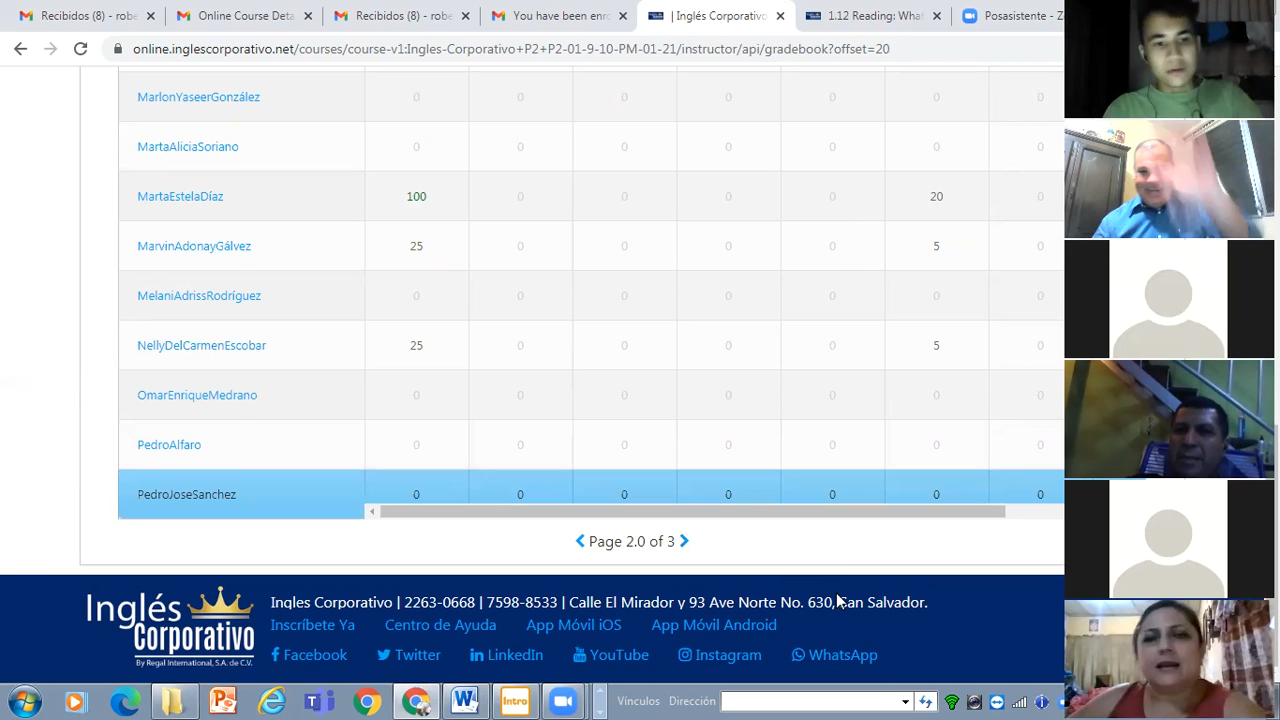 Recibidos (8) - robe
Online Course Deta
Recibidos (8) - robe
You have been enro
| Inglés Corporativo
1.12 Reading: Wha
Posasistente - Z
online.inglescorporativo.net/courses/course-v1:Ingles-Corporativo+P2+P2-01-9-10-PM-01-21/instructor/api/gradebook?offset=20
MarlonYaseerGonzález 0 0 0 0 0 0 0
MartaAliciaSoriano 0 0 0 0 0 0 0
MartaEstelaDíaz 100 0 0 0 0 20 0
MarvinAdonayGálvez 25 0 0 0 0 5 0
MelaniAdrissRodríguez 0 0 0 0 0 0 0
NellyDelCarmenEscobar 25 0 0 0 0 5 0
OmarEnriqueMedrano 0 0 0 0 0 0 0
PedroAlfaro 0 0 0 0 0 0 0
PedroJoseSanchez 0 0 0 0 0 0 0
Page 2.0 of 3
Inglés
Corporativo
By Regal International, S.A. de C.V.
Ingles Corporativo | 2263-0668 | 7598-8533 | Calle El Mirador y 93 Ave Norte No. 630, San Salvador.
Inscríbete Ya Centro de Ayuda App Móvil iOS App Móvil Android
Facebook Twitter LinkedIn YouTube Instagram WhatsApp
Intro
Vínculos Dirección